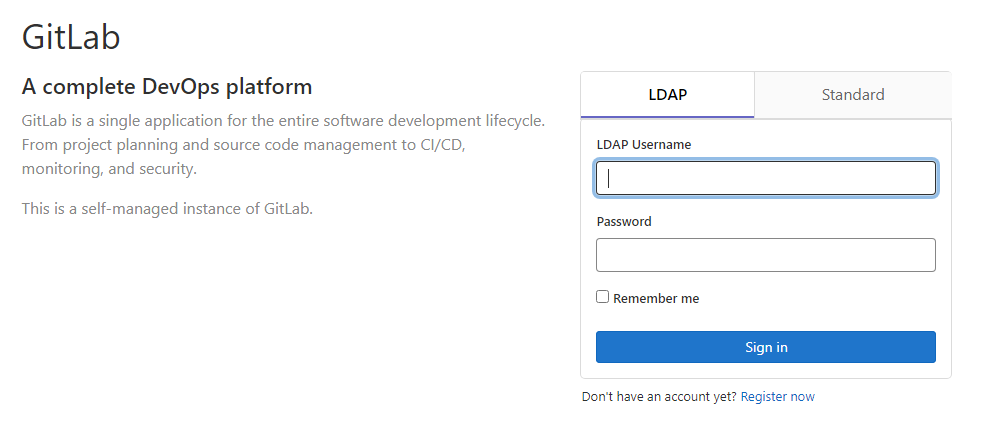 GitLab
A complete DevOps platform
GitLab is a single application for the entire software development lifecycle.
From project planning and source code management to CI/CD,
monitoring, and security.
This is a self-managed instance of GitLab.
LDAP
Standard
LDAP Username
Password
Remember me
Sign in
Don't have an account yet? Register now